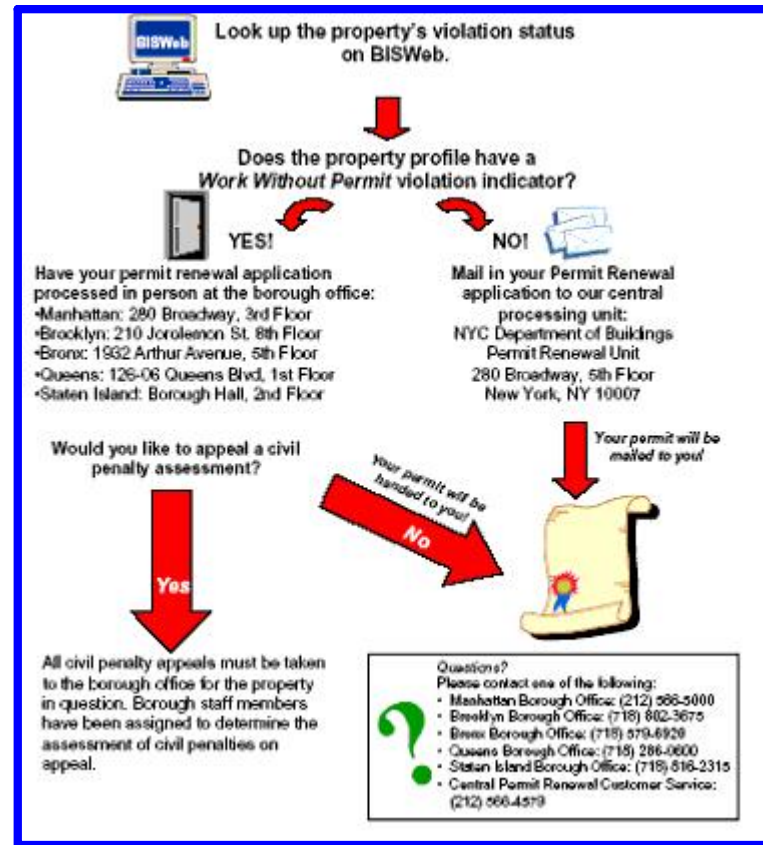 BISWeb
Look up the property's violation status
on BISWeb.
Does the property profile have a
Work Without Permit violation indicator?
YES!
Have your permit renewal application
processed in person at the borough office:
•Manhattan: 280 Broadway, 3rd Floor
•Brooklyn: 210 Jorolemon St. 8th Floor
•Bronx: 1932 Arthur Avenue, 5th Floor
•Queens: 126-06 Queens Blvd, 1st Floor
•Staten Island: Borough Hall, 2nd Floor
NO!
Mail in your Permit Renewal
application to our central
processing unit:
NYC Department of Buildings
Permit Renewal Unit
280 Broadway, 5th Floor
New York, NY 10007
Would you like to appeal a civil
penalty assessment?
Your permit will be
handed to you!
No
Your permit will be
mailed to you!
Yes
All civil penalty appeals must be taken
to the borough office for the property
in question. Borough staff members
have been assigned to determine the
assessment of civil penalties on
appeal.
?
Questions?
Please contact one of the following:
• Manhattan Borough Office: (212) 566-5000
• Brooklyn Borough Office: (718) 802-3675
• Bronx Borough Office: (718) 579-6920
• Queens Borough Office: (718) 286-0600
• Staten Island Borough Office: (718) 816-2315
• Central Permit Renewal Customer Service:
(212) 566-4579